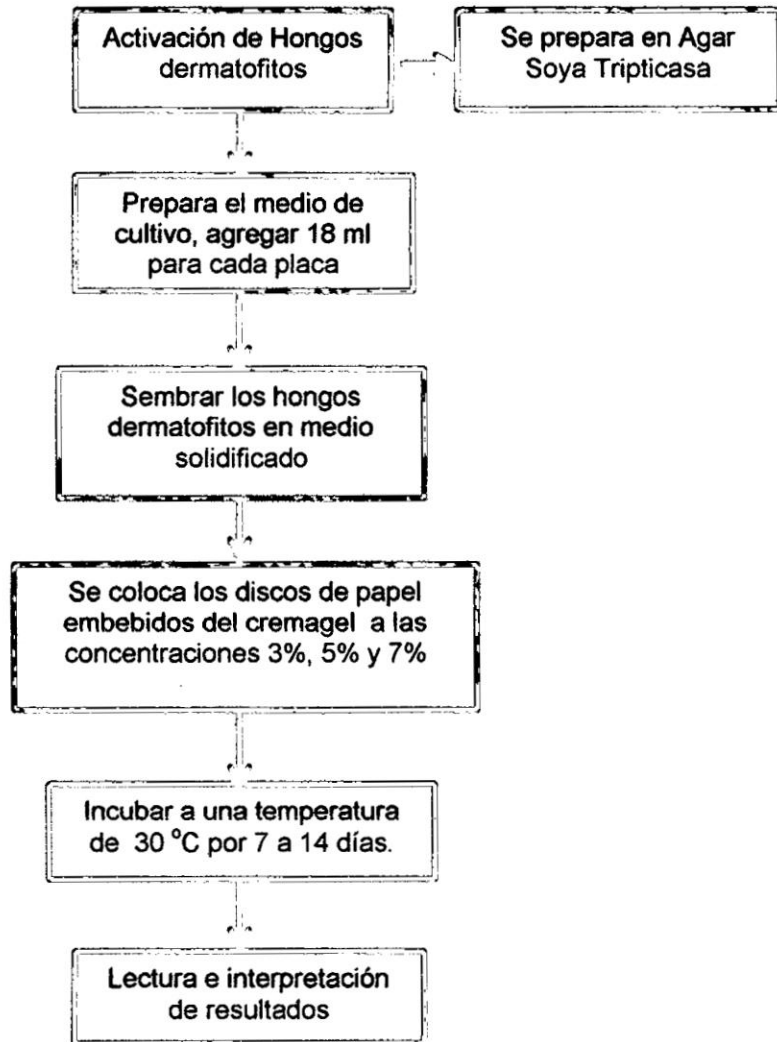 Activación de Hongos
dermatofitos
Se prepara en Agar
Soya Tripticasa
Prepara el medio de
cultivo, agregar 18 ml
para cada placa
Sembrar los hongos
dermatofitos en medio
solidificado
Se coloca los discos de papel
embebidos del cremagel a las
concentraciones 3%, 5% y 7%
Incubar a una temperatura
de 30 °C por 7 a 14 días.
Lectura e interpretación
de resultados